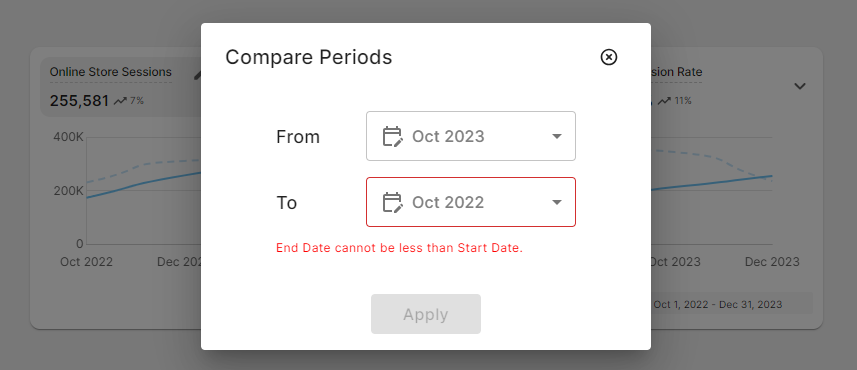 Compare Periods
From
Oct 2023
To
Oct 2022
End Date cannot be less than Start Date.
Apply
Online Store Sessions
255,581 7%
400K
200K
0
Oct 2022
Dec 20
sion Rate
11%
Oct 2023
Dec 2023
Oct 1, 2022 - Dec 31, 2023